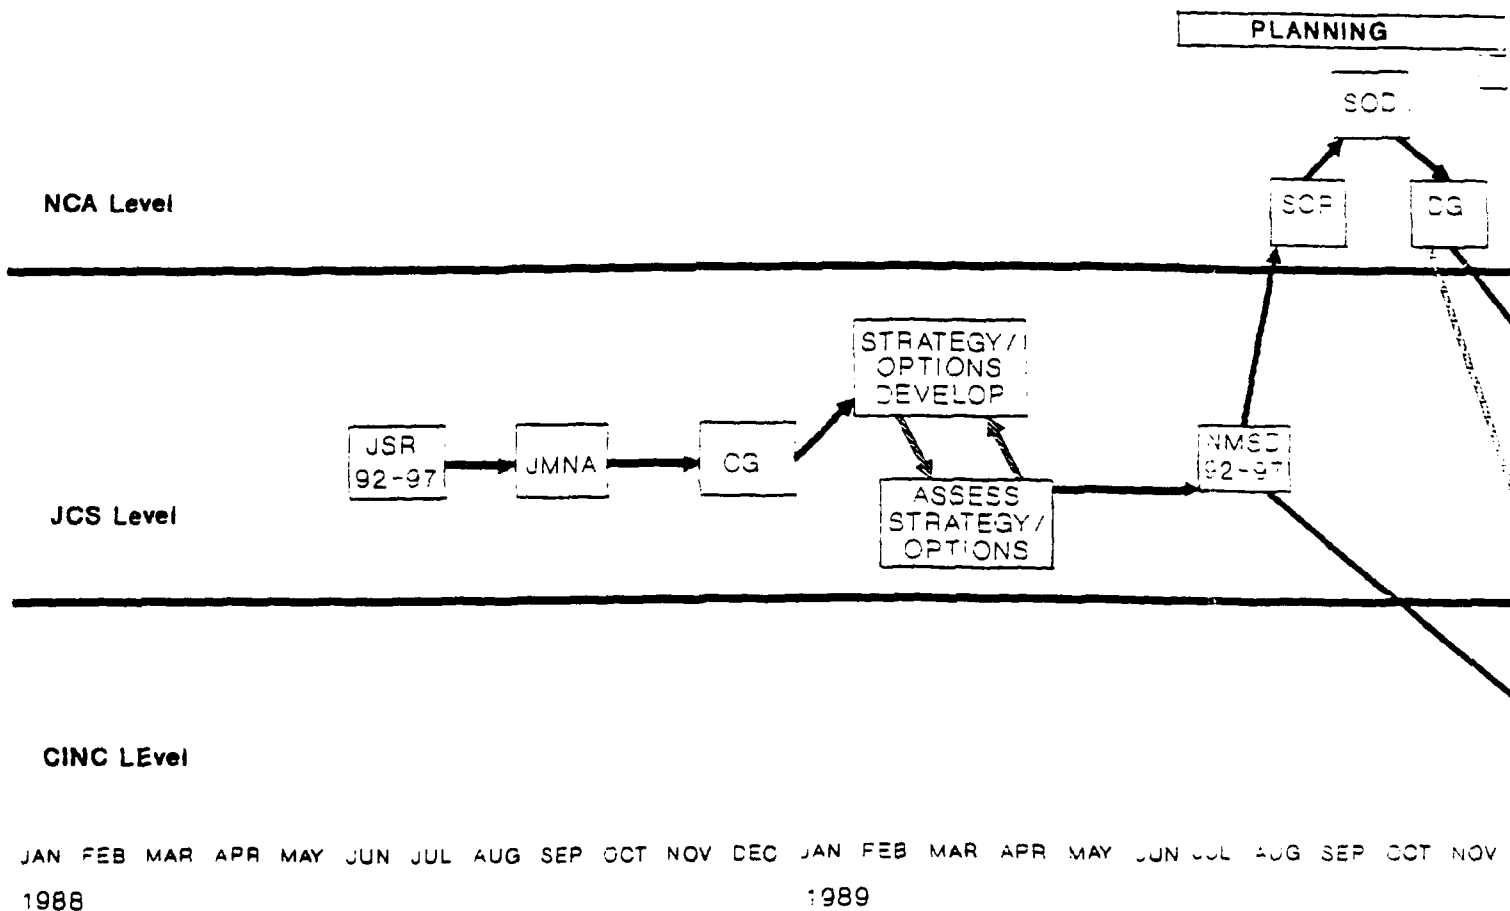 PLANNING
SOD
NCA Level
SCP
DG
STRATEGY/
OPTIONS
DEVELOP
JSR
92-97
JMNA
CG
NMSD
92-97
JCS Level
ASSESS
STRATEGY/
OPTIONS
CINC LEvel
JAN FEB MAR APR MAY JUN JUL AUG SEP OCT NOV DEC JAN FEB MAR APR MAY JUN JUL AUG SEP OCT NOV
1988 1989